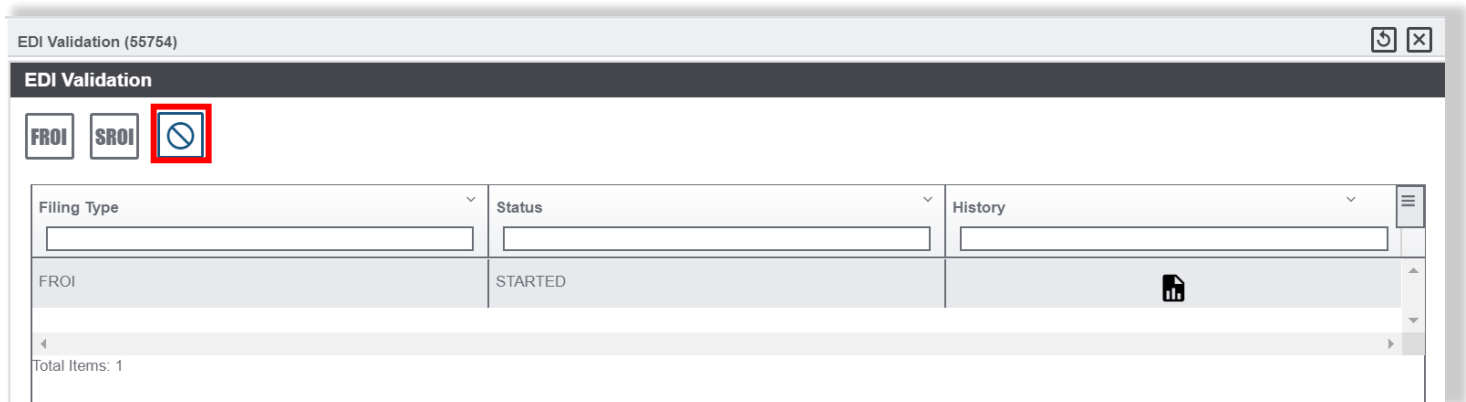 EDI Validation (55754)
EDI Validation
FROI SROI
Filing Type Status History
FROI STARTED
Total Items: 1